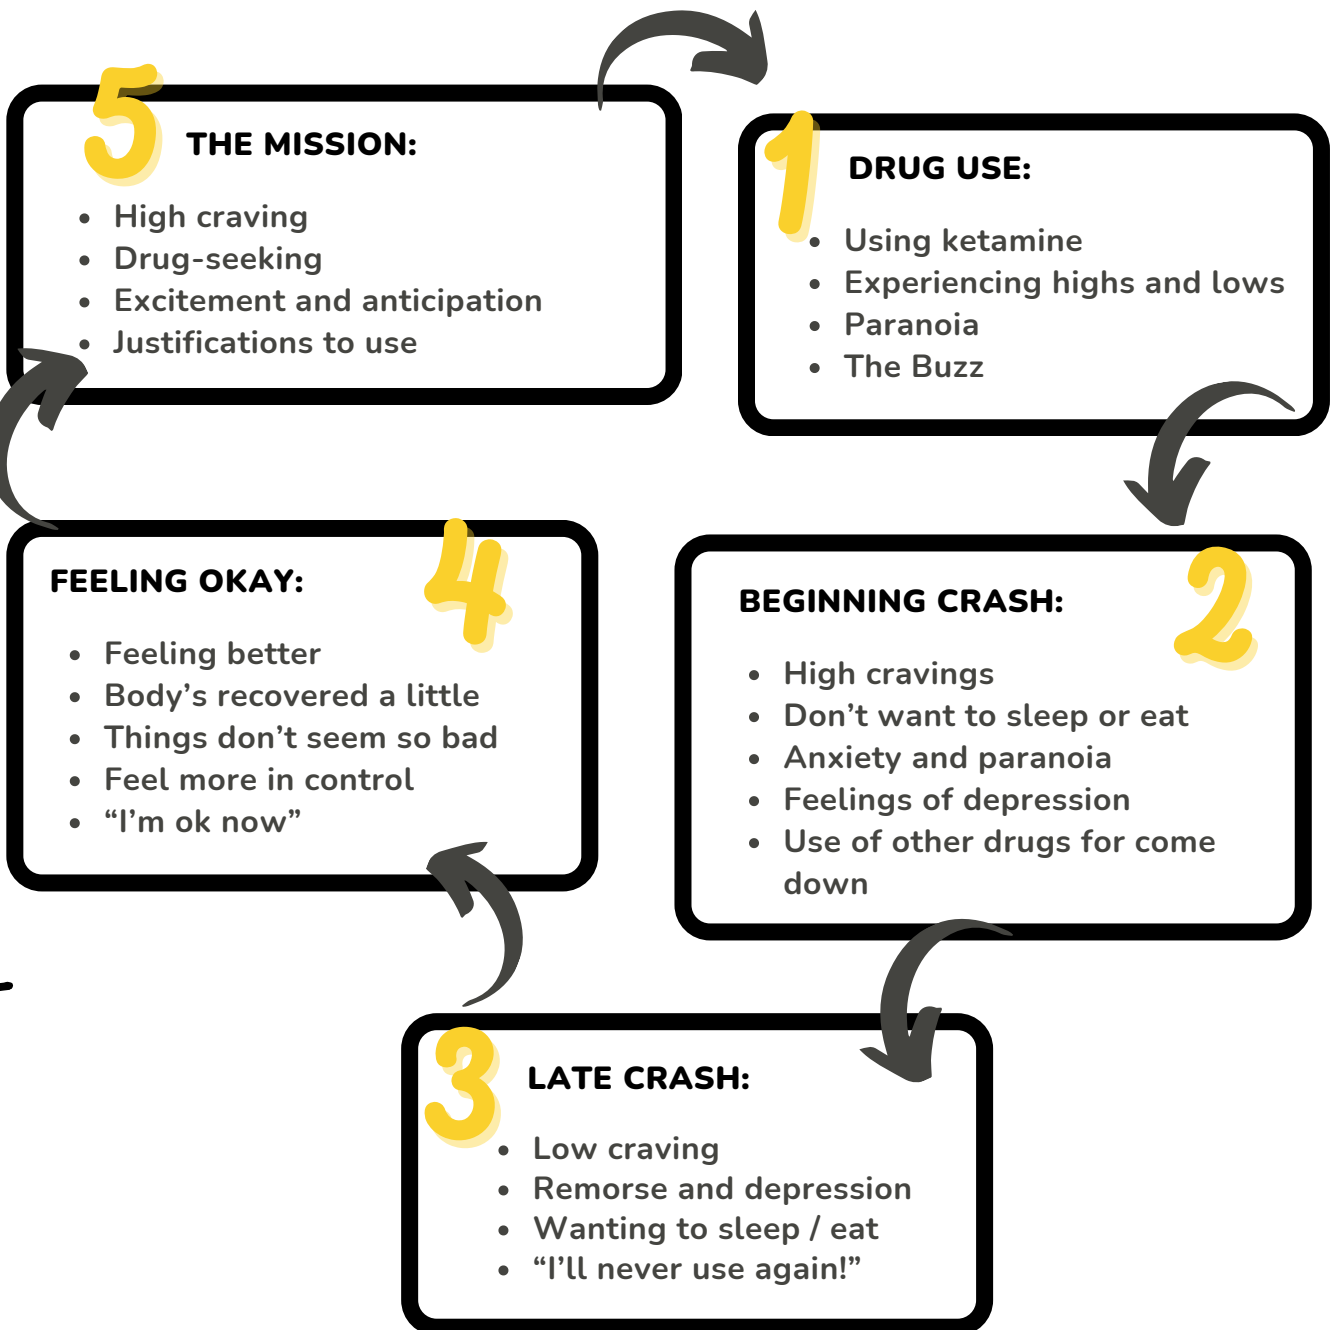 1
DRUG USE:
• Using ketamine
• Experiencing highs and lows
• Paranoia
• The Buzz
2
BEGINNING CRASH:
• High cravings
• Don’t want to sleep or eat
• Anxiety and paranoia
• Feelings of depression
• Use of other drugs for come
down
3
LATE CRASH:
• Low craving
• Remorse and depression
• Wanting to sleep / eat
• “I’ll never use again!”
4
FEELING OKAY:
• Feeling better
• Body’s recovered a little
• Things don’t seem so bad
• Feel more in control
• “I’m ok now”
5
THE MISSION:
• High craving
• Drug-seeking
• Excitement and anticipation
• Justifications to use